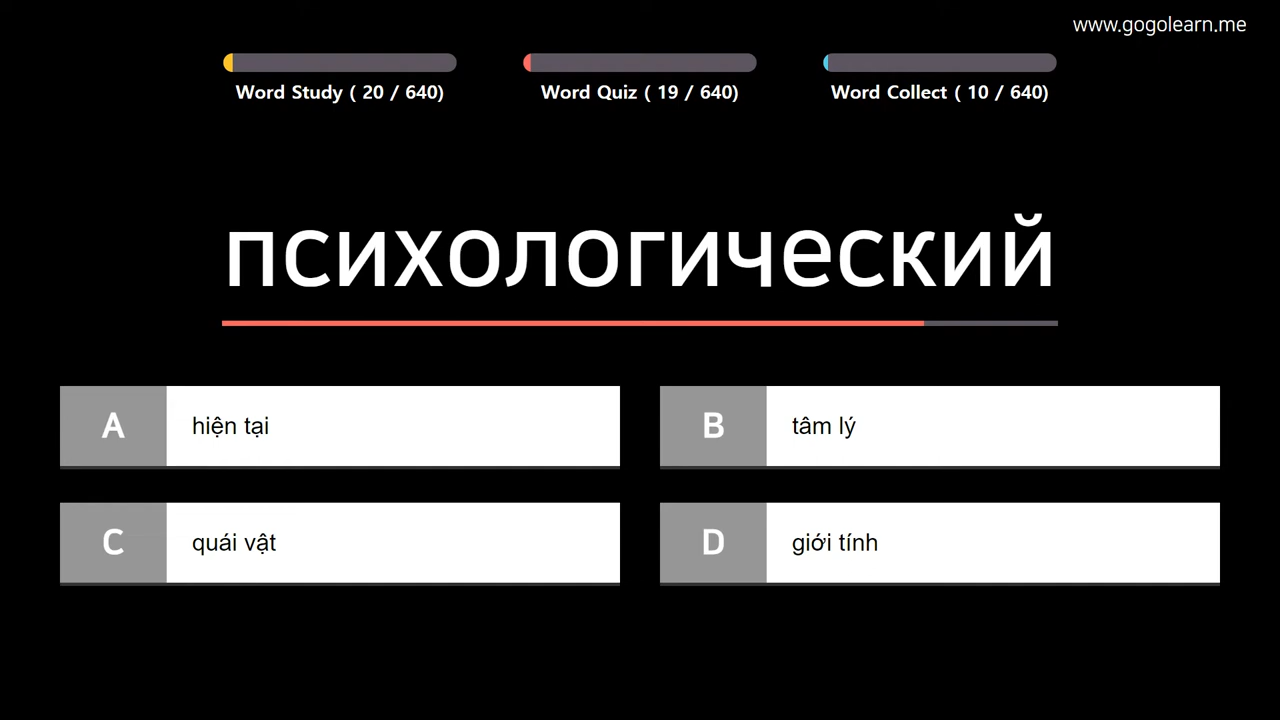 www.gogolearn.me
Word Study ( 20 / 640)
Word Quiz ( 19 / 640)
Word Collect ( 10 / 640)
психологический
A hiện tại
B tâm lý
C quái vật
D giới tính